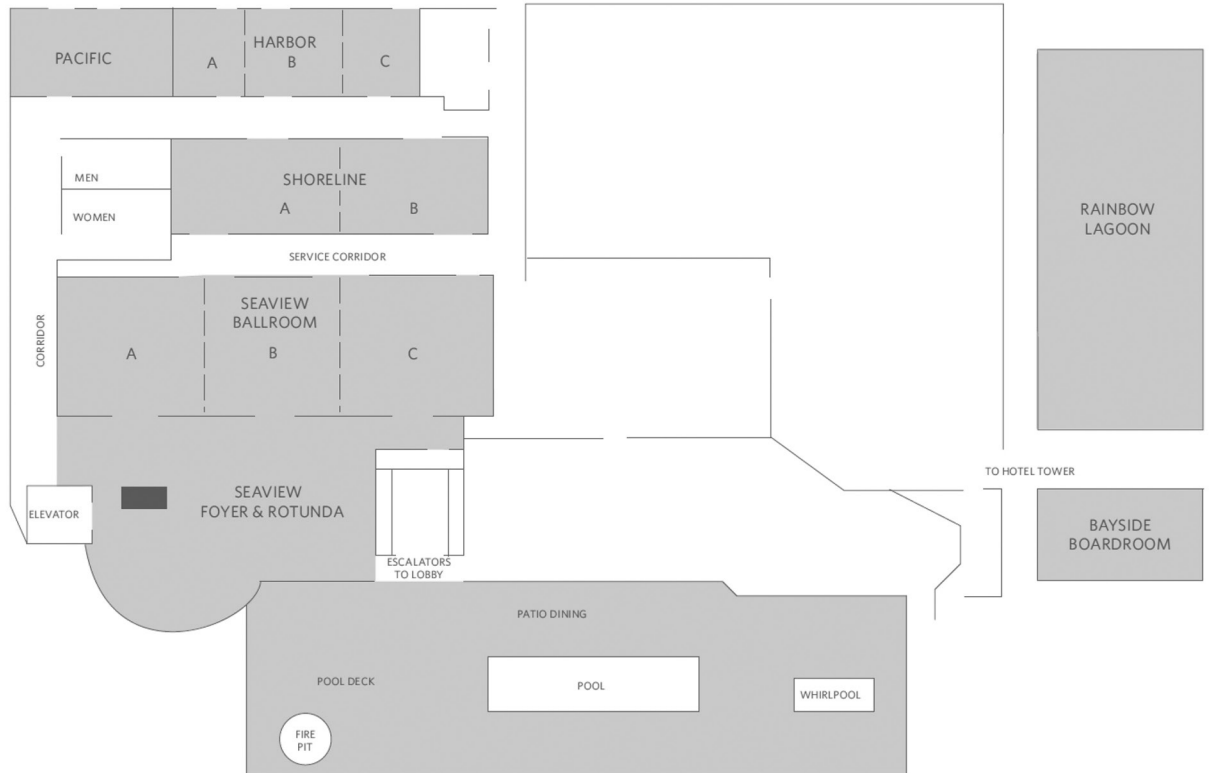 PACIFIC
HARBOR
A
B
C
MEN
WOMEN
SHORELINE
A
B
SERVICE CORRIDOR
CORRIDOR
SEAVIEW
BALLROOM
A
B
C
SEAVIEW
FOYER & ROTUNDA
ELEVATOR
ESCALATORS
TO LOBBY
RAINBOW
LAGOON
TO HOTEL TOWER
BAYSIDE
BOARDROOM
PATIO DINING
POOL DECK
POOL
WHIRLPOOL
FIRE
PIT